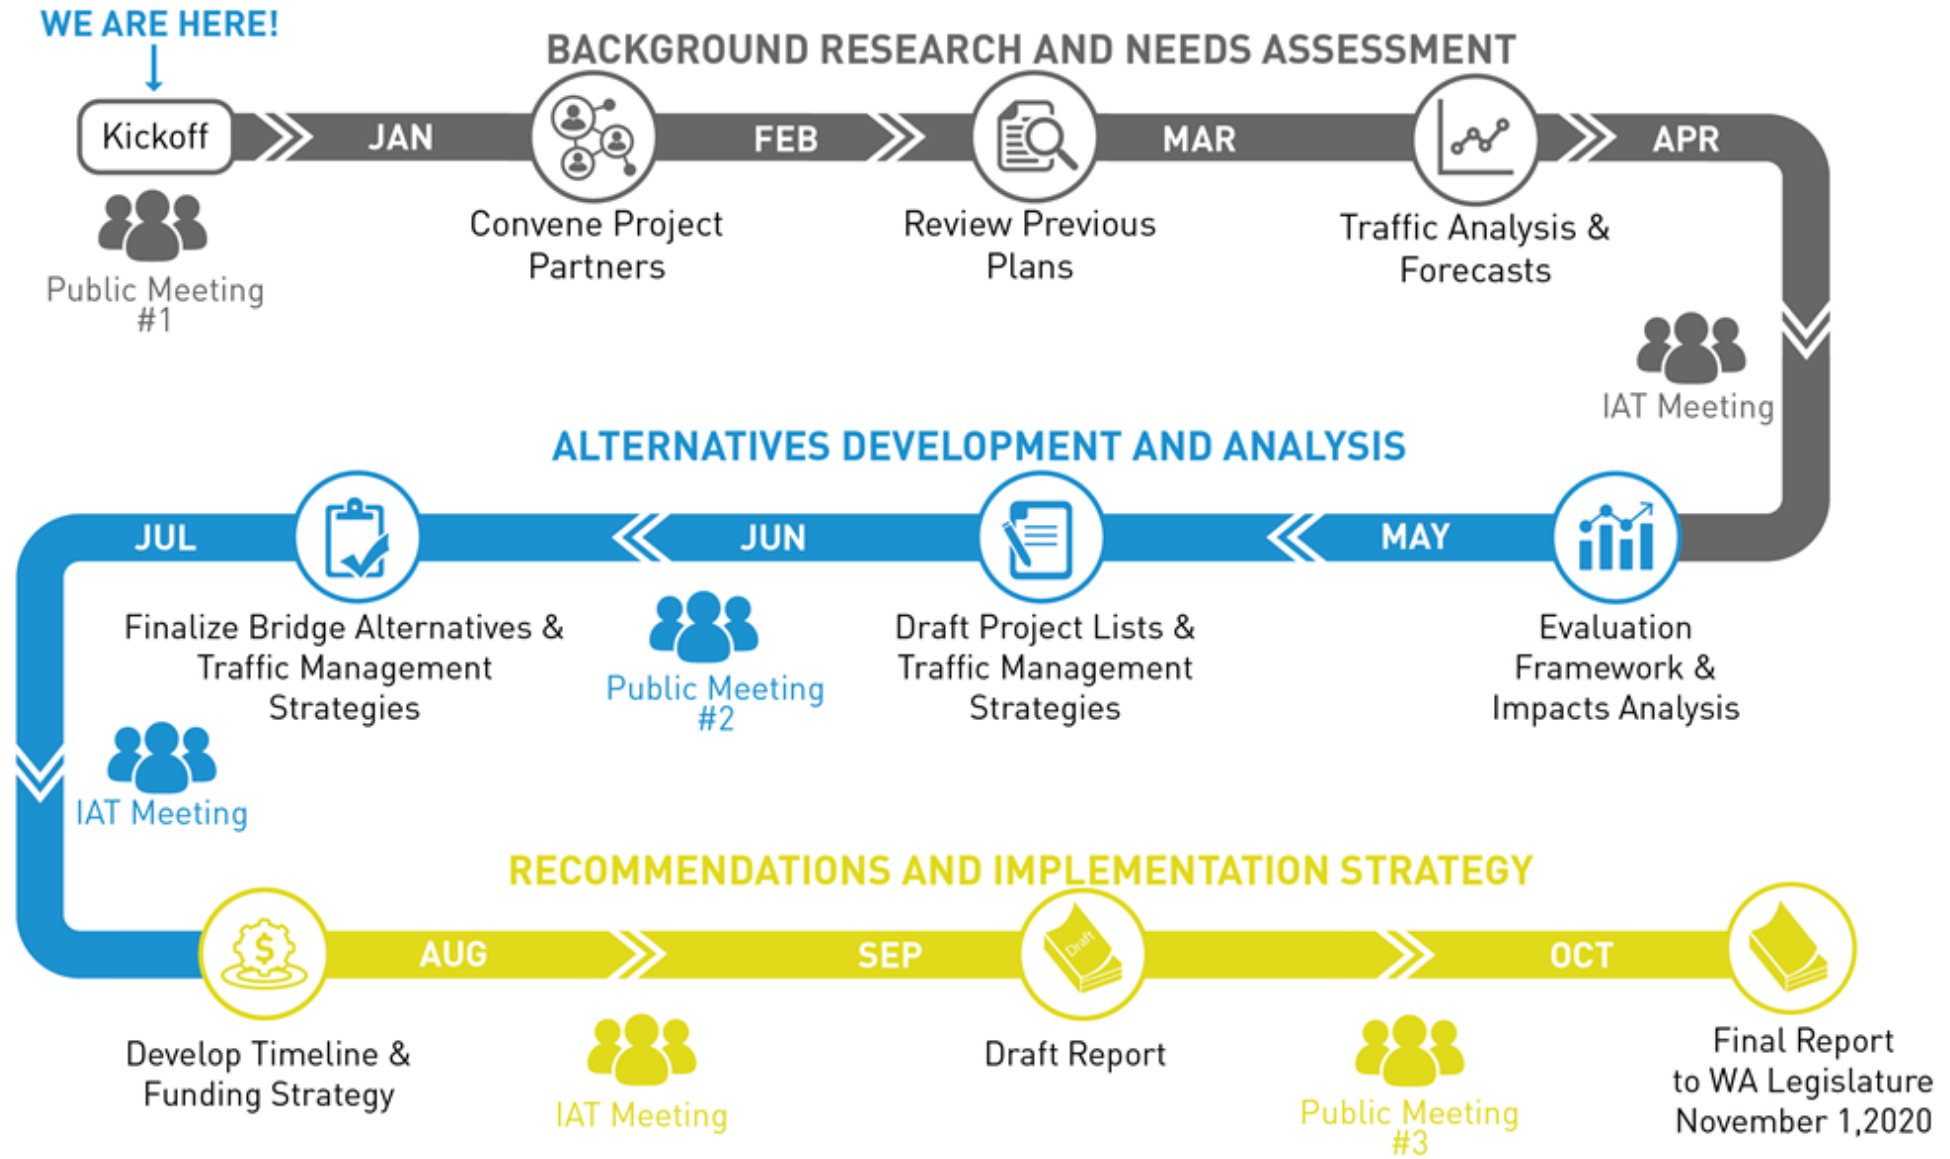 WE ARE HERE!
BACKGROUND RESEARCH AND NEEDS ASSESSMENT
Kickoff
JAN
FEB
MAR
APR
Convene Project
Partners
Review Previous
Plans
Traffic Analysis &
Forecasts
Public Meeting
#1
IAT Meeting
ALTERNATIVES DEVELOPMENT AND ANALYSIS
JUL
JUN
MAY
Finalize Bridge Alternatives &
Traffic Management
Strategies
Public Meeting
#2
Draft Project Lists &
Traffic Management
Strategies
Evaluation
Framework &
Impacts Analysis
IAT Meeting
RECOMMENDATIONS AND IMPLEMENTATION STRATEGY
$
AUG
SEP
Draft
OCT
Develop Timeline &
Funding Strategy
IAT Meeting
Draft Report
Public Meeting
#3
Final Report
to WA Legislature
November 1,2020